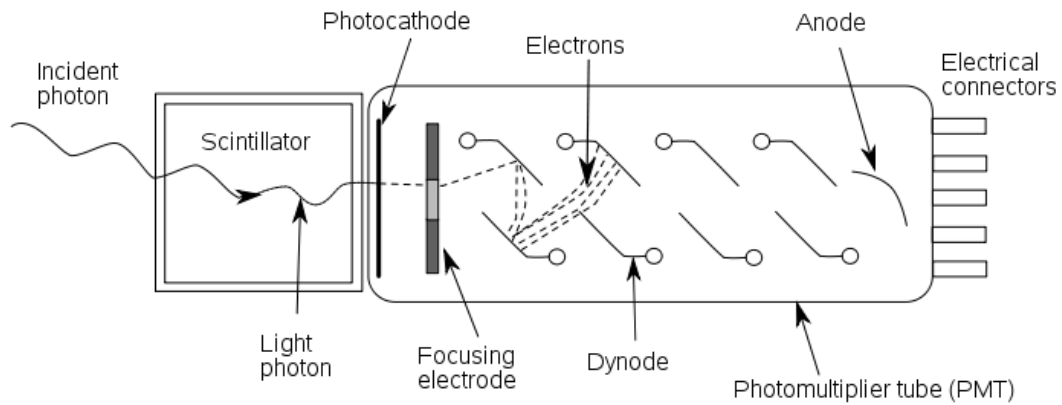 Photocathode
Electrons
Anode
Incident
photon
Electrical
connectors
Scintillator
Light
photon
Focusing
electrode
Dynode
Photomultiplier tube (PMT)